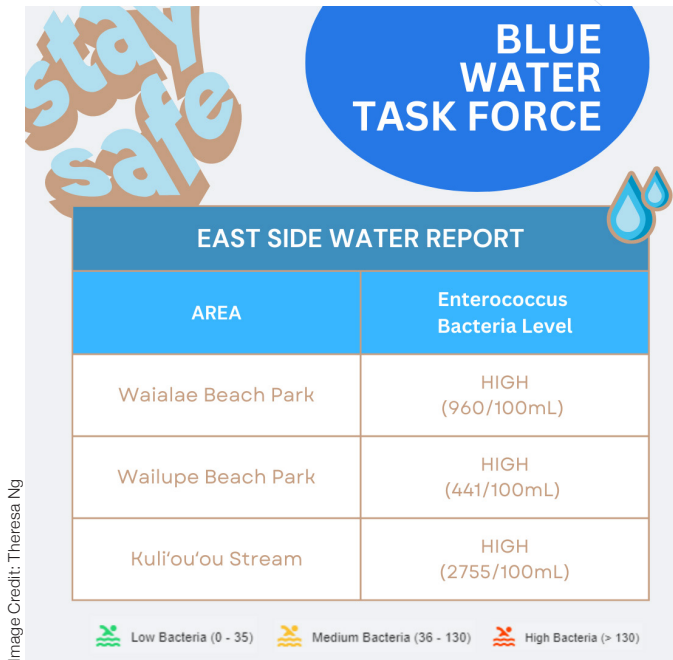 stay
safe
BLUE
WATER
TASK FORCE
EAST SIDE WATER REPORT
AREA
Enterococcus
Bacteria Level
Waialae Beach Park
HIGH
(960/100mL)
Wailupe Beach Park
HIGH
(441/100mL)
Kuli‘ou‘ou Stream
HIGH
(2755/100mL)
Low Bacteria (0 - 35)
Medium Bacteria (36 - 130)
High Bacteria (> 130)
Image Credit: Theresa Ng